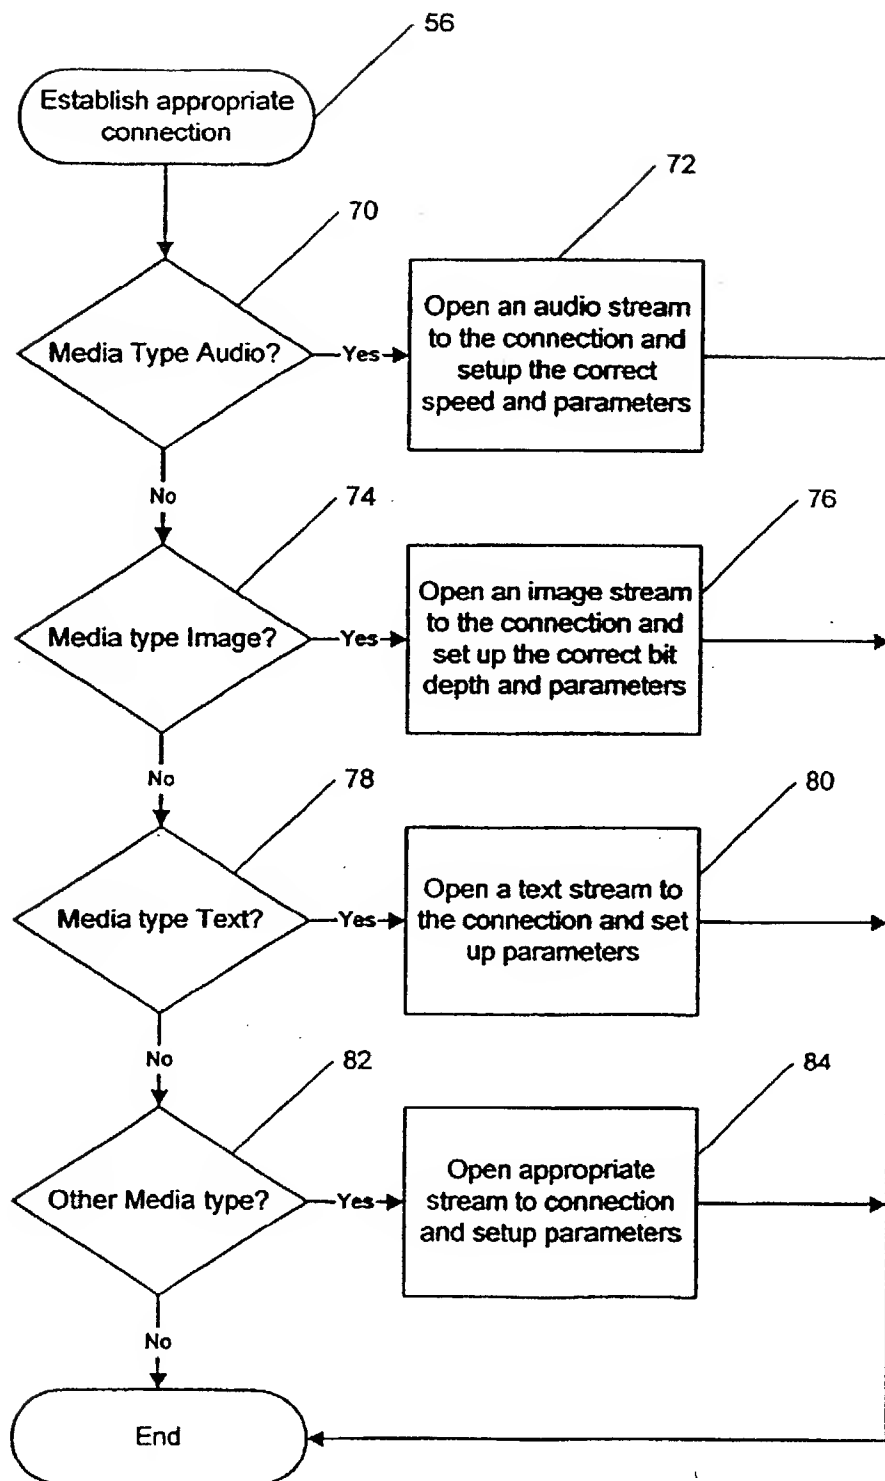 56
Establish appropriate
connection
70
72
Media Type Audio?
Yes
Open an audio stream
to the connection and
setup the correct
speed and parameters
No
74
76
Media type Image?
Yes
Open an image stream
to the connection and
set up the correct bit
depth and parameters
No
78
80
Media type Text?
Yes
Open a text stream to
the connection and set
up parameters
No
82
84
Other Media type?
Yes
Open appropriate
stream to connection
and setup parameters
No
End